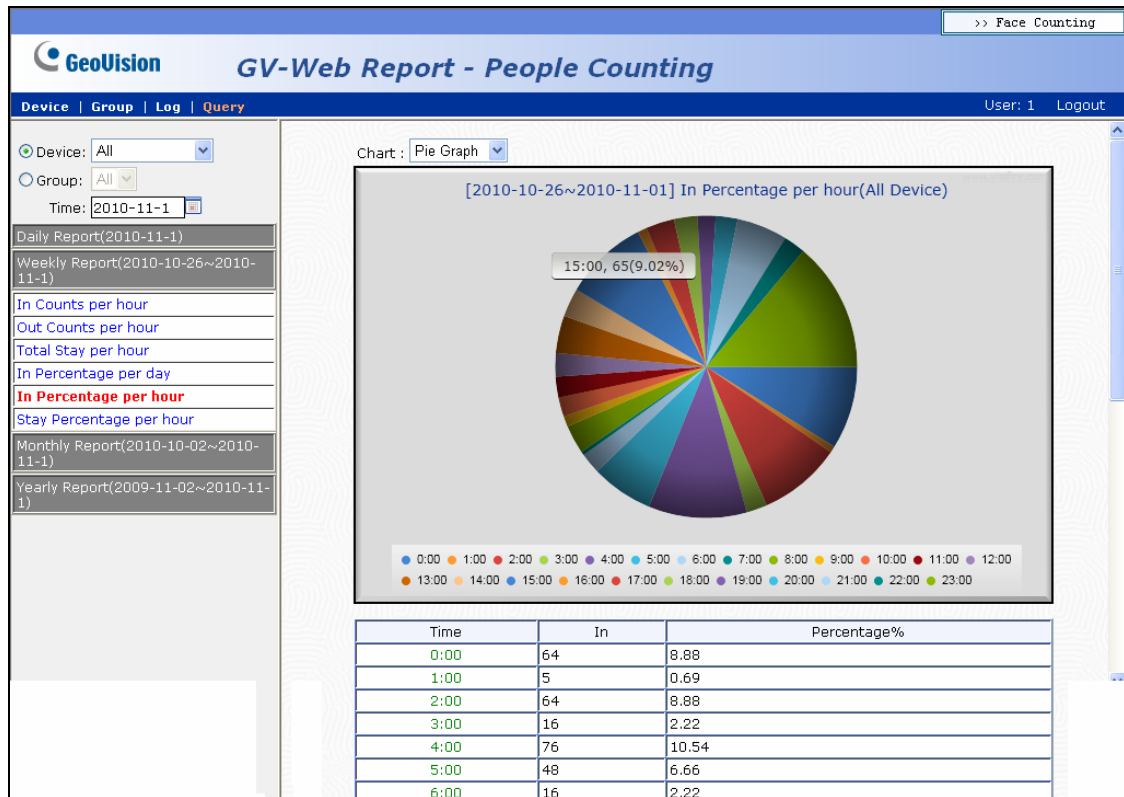 >> Face Counting
GeoVision
GV-Web Report - People Counting
Device | Group | Log | Query
User: 1 Logout
Device: All
Group: All
Time: 2010-11-1
Daily Report(2010-11-1)
Weekly Report(2010-10-26~2010-
11-1)
In Counts per hour
Out Counts per hour
Total Stay per hour
In Percentage per day
In Percentage per hour
Stay Percentage per hour
Monthly Report(2010-10-02~2010-
11-1)
Yearly Report(2009-11-02~2010-11-
1)
Chart : Pie Graph
[2010-10-26~2010-11-01] In Percentage per hour(All Device)
15:00, 65(9.02%)
0:00 1:00 2:00 3:00 4:00 5:00 6:00 7:00 8:00 9:00 10:00 11:00 12:00
13:00 14:00 15:00 16:00 17:00 18:00 19:00 20:00 21:00 22:00 23:00
Time In Percentage%
0:00 64 8.88
1:00 5 0.69
2:00 64 8.88
3:00 16 2.22
4:00 76 10.54
5:00 48 6.66
6:00 16 2.22